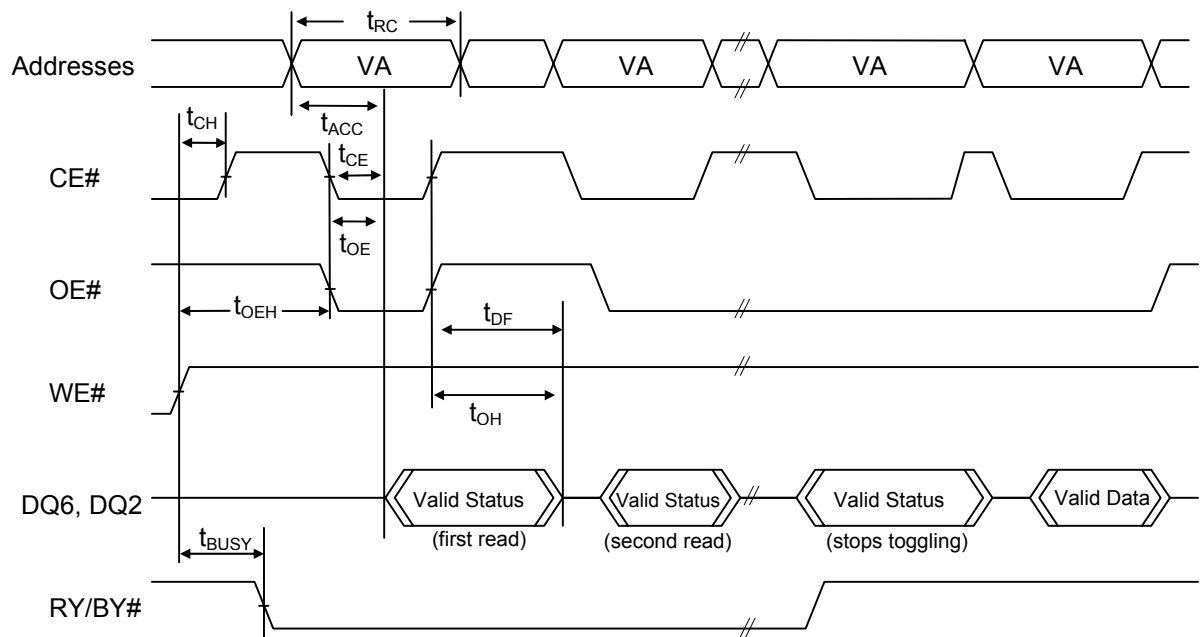 tRC
Addresses VA VA VA VA
tACC
tCH
tCE
CE#
tOE
OE#
tOEH
tDF
WE#
tOH
DQ6, DQ2 Valid Status Valid Status Valid Status Valid Data
(first read) (second read) (stops toggling)
tBUSY
RY/BY#